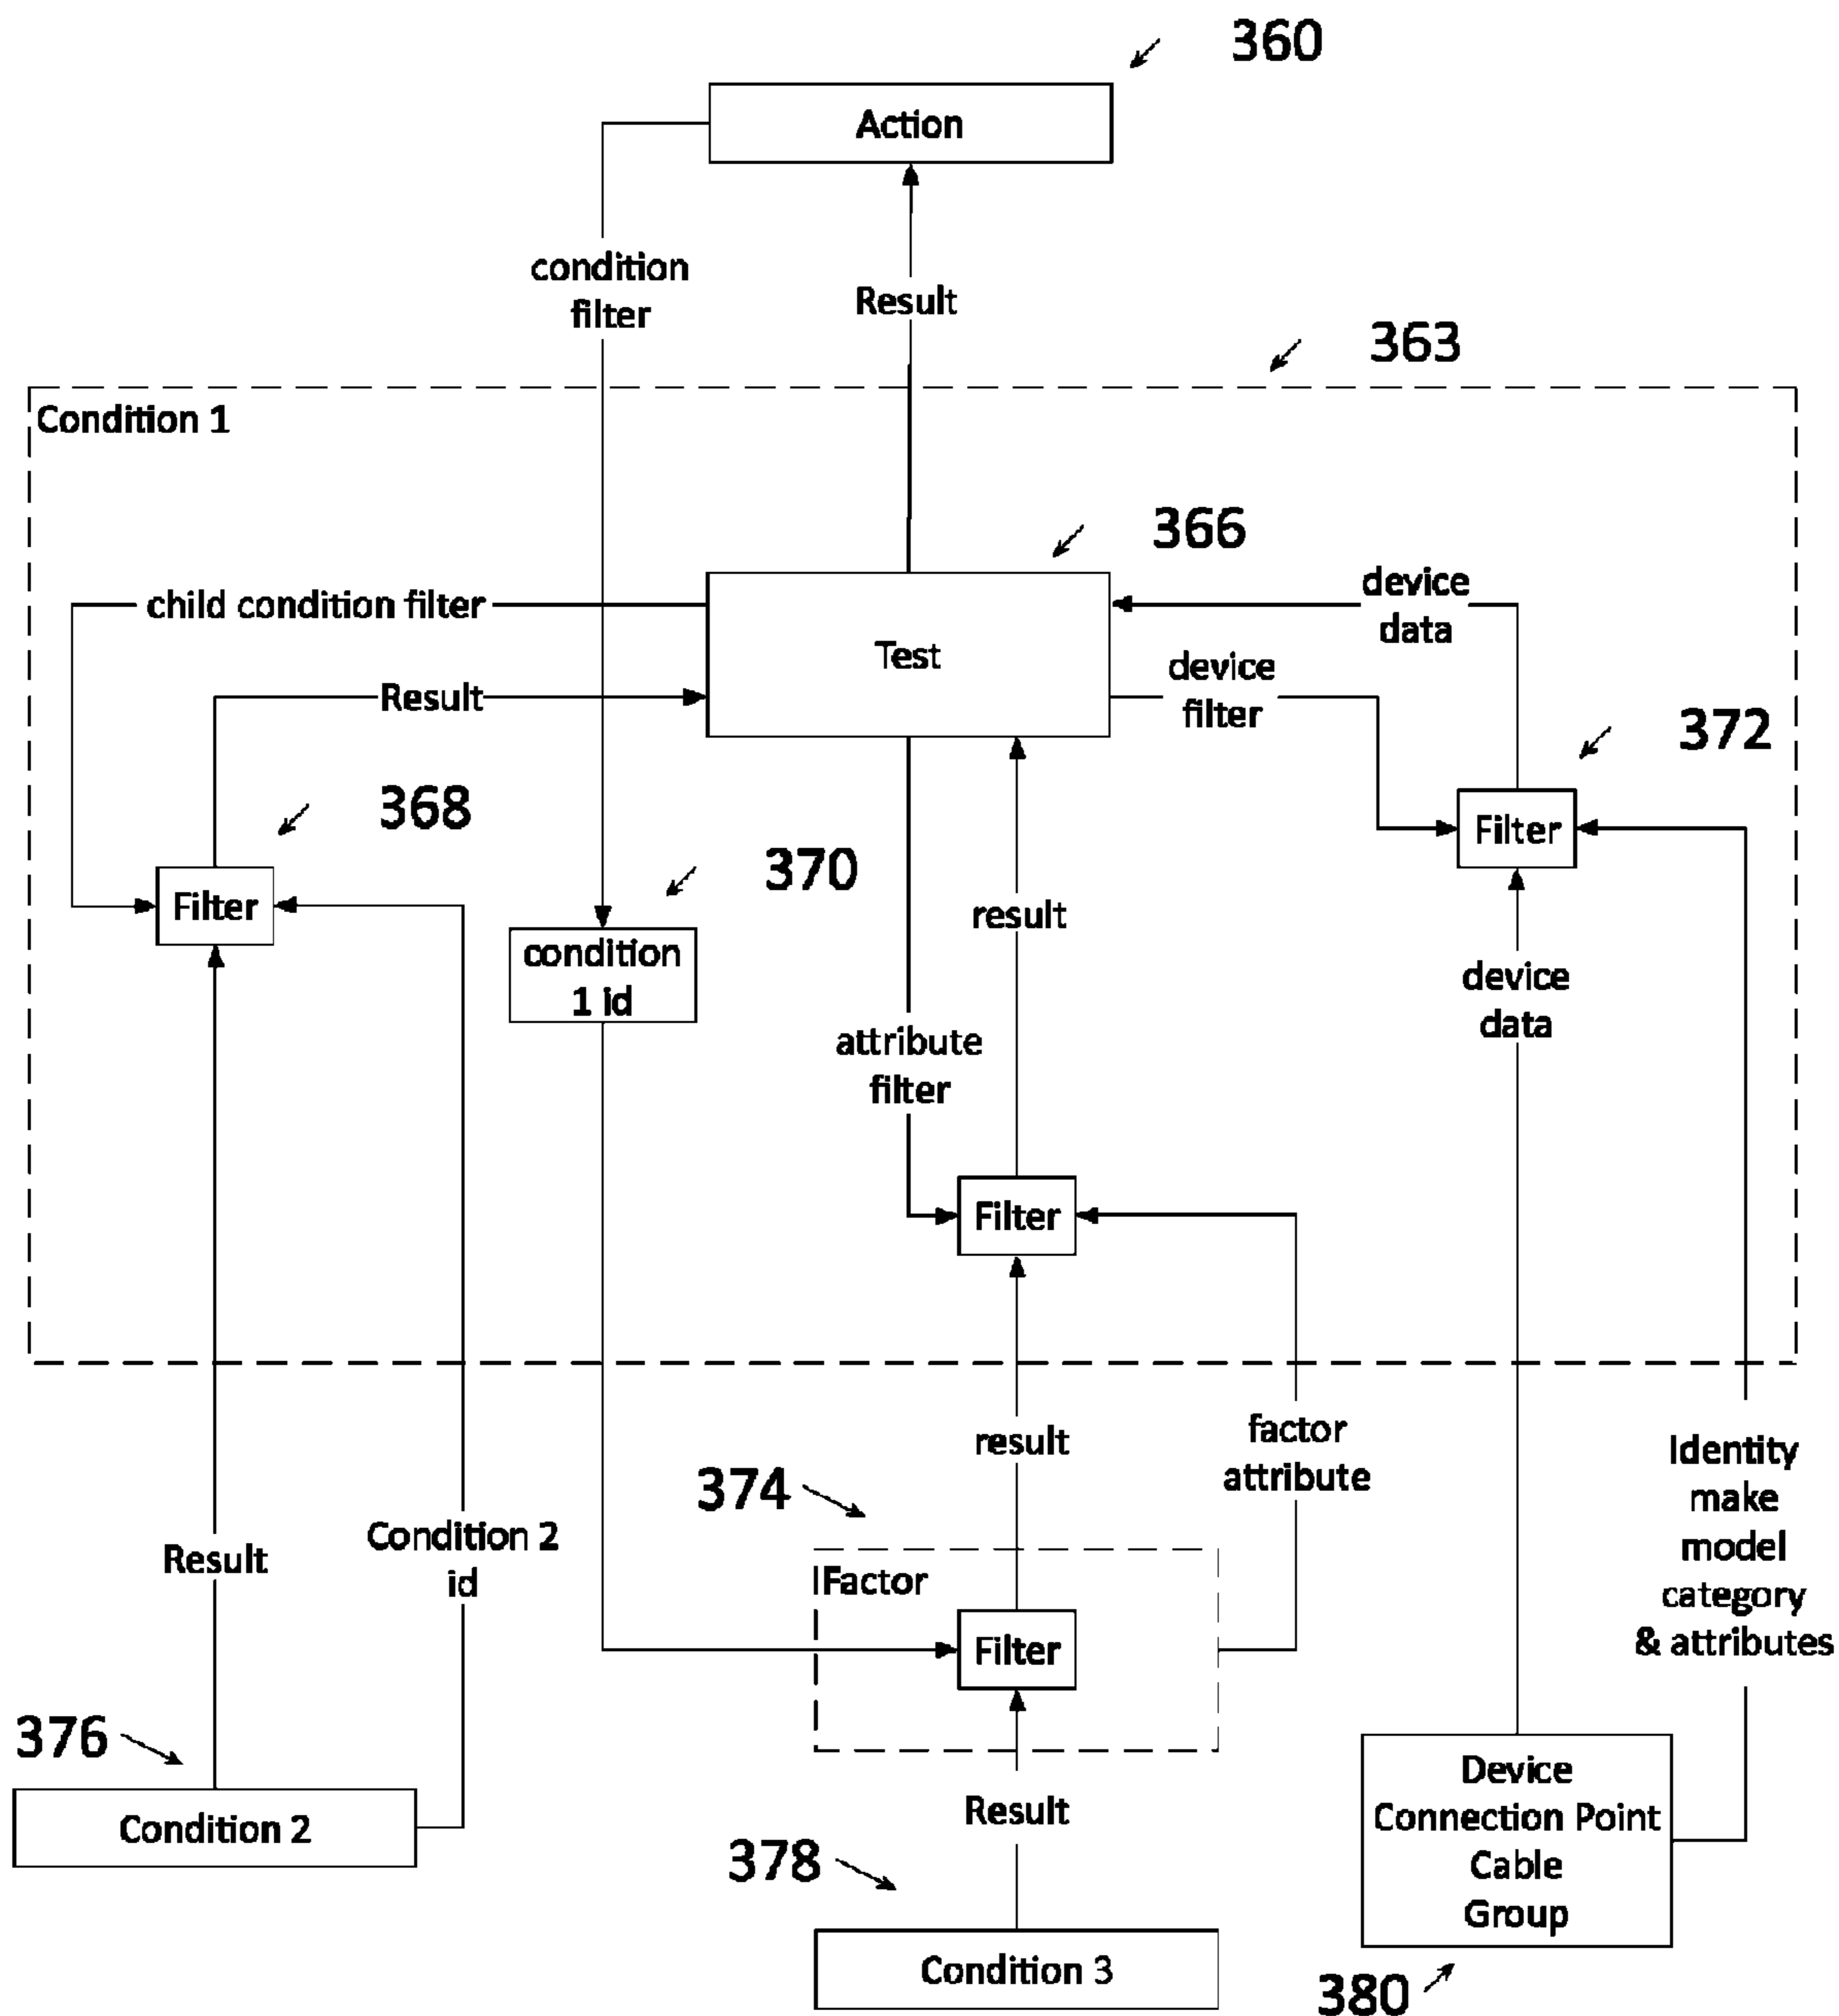 360
Action
condition
filter
Result
363
Condition 1
366
child condition filter
device
data
Test
Result
device
filter
372
368
Filter
370
Filter
result
condition
1 id
device
data
attribute
filter
Filter
result
factor
attribute
Identity
make
model
category
& attributes
374
Condition 2
id
Result
Factor
Filter
376
Device
Connection Point
Cable
Group
Result
Condition 2
378
Condition 3
380